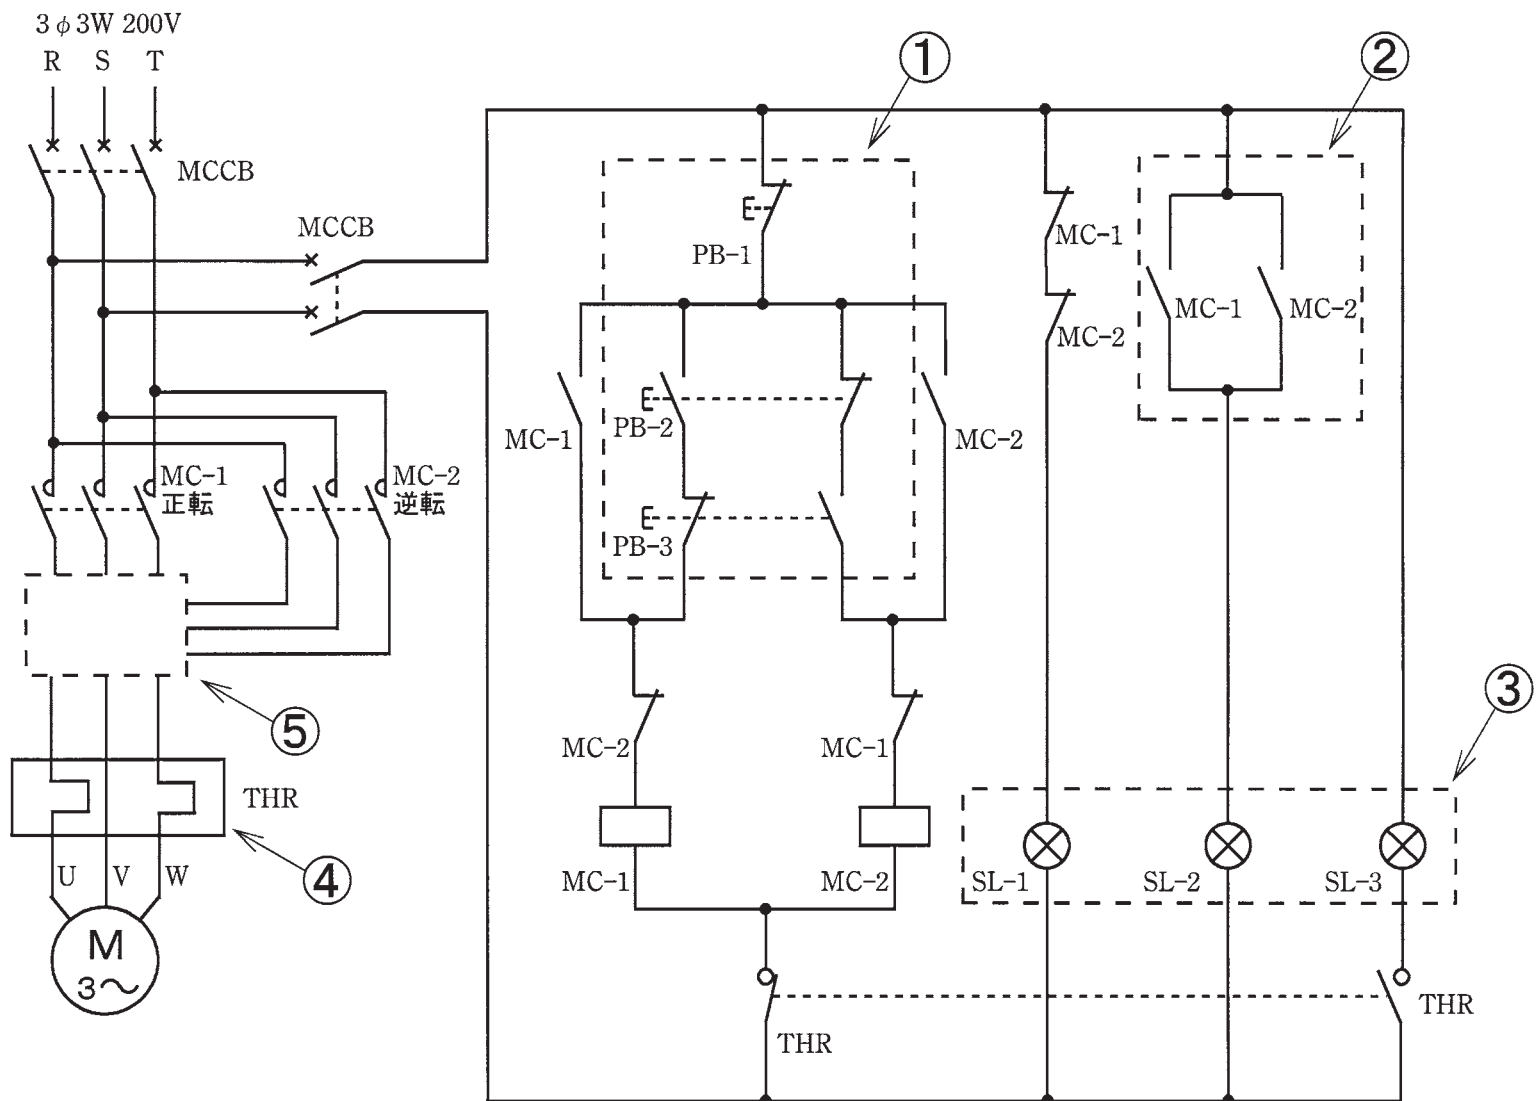 3φ3W 200V
R S T
①
②
MCCB
MCCB
PB-1
MC-1
MC-2
MC-1
MC-2
MC-1
PB-2
MC-2
MC-1
正転
MC-2
逆転
PB-3
③
⑤
MC-2
MC-1
THR
④
U V W
MC-1
MC-2
SL-1
SL-2
SL-3
M
3~
THR
THR